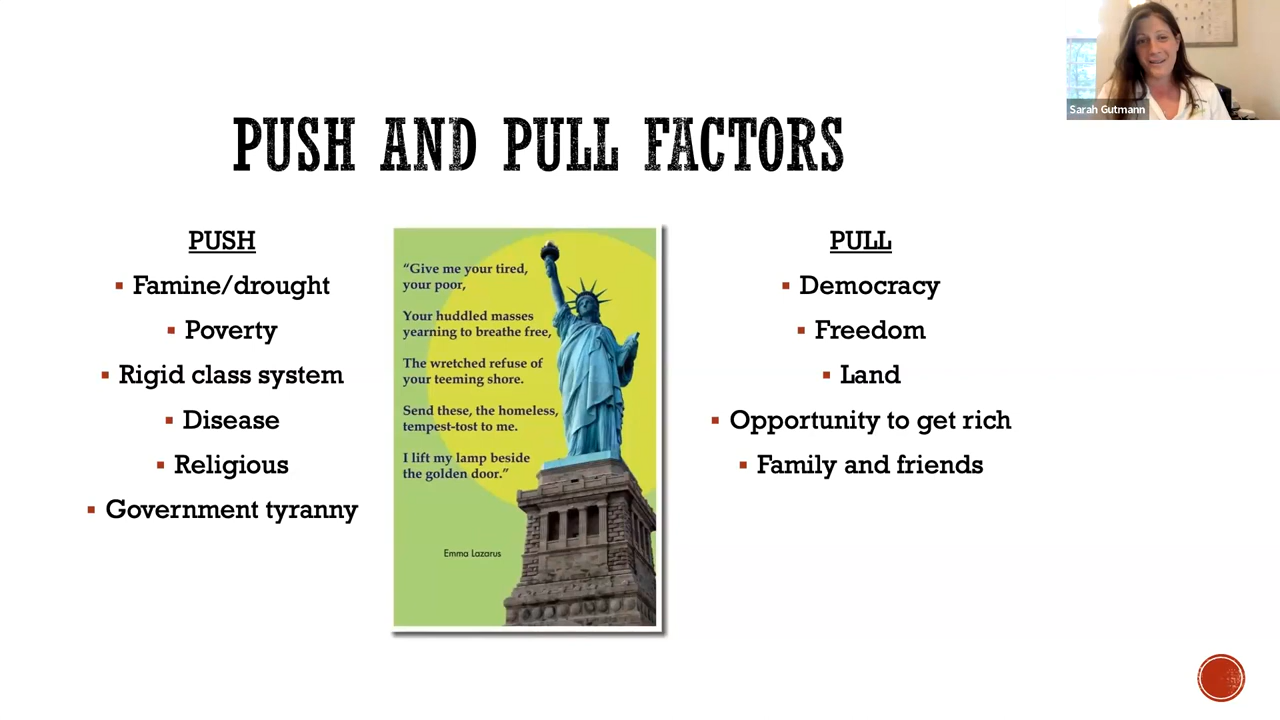 Sarah Gutmann
PUSH AND PULL FACTORS
PUSH
Famine/drought
Poverty
Rigid class system
Disease
Religious
Government tyranny
“Give me your tired,
your poor,
Your huddled masses
yearning to breathe free,
The wretched refuse of
your teeming shore.
Send these, the homeless,
tempest-tost to me.
I lift my lamp beside
the golden door.”
Emma Lazarus
PULL
Democracy
Freedom
Land
Opportunity to get rich
Family and friends